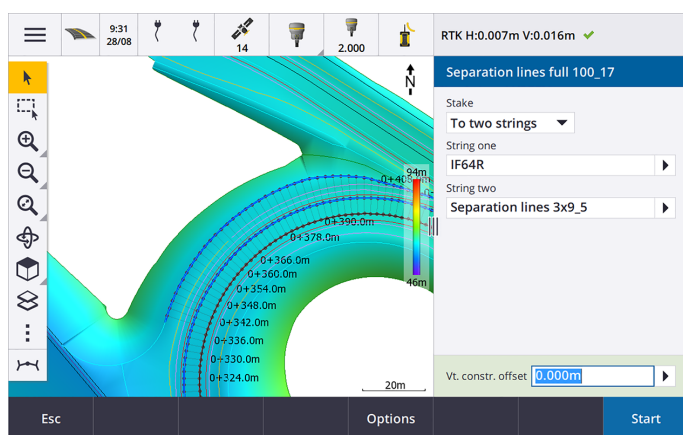 9:31
28/08
14
2.000
RTK H:0.007m V:0.016m
Separation lines full 100_17
Stake
To two strings
String one
IF64R
String two
Separation lines 3x9_5
N
94m
0+390.0m
0+378.0m
0+366.0m
0+360.0m
0+354.0m
0+348.0m
0+342.0m
0+336.0m
0+330.0m
0+324.0m
46m
20m
Vt. constr. offset
0.000m
Esc
Options
Start